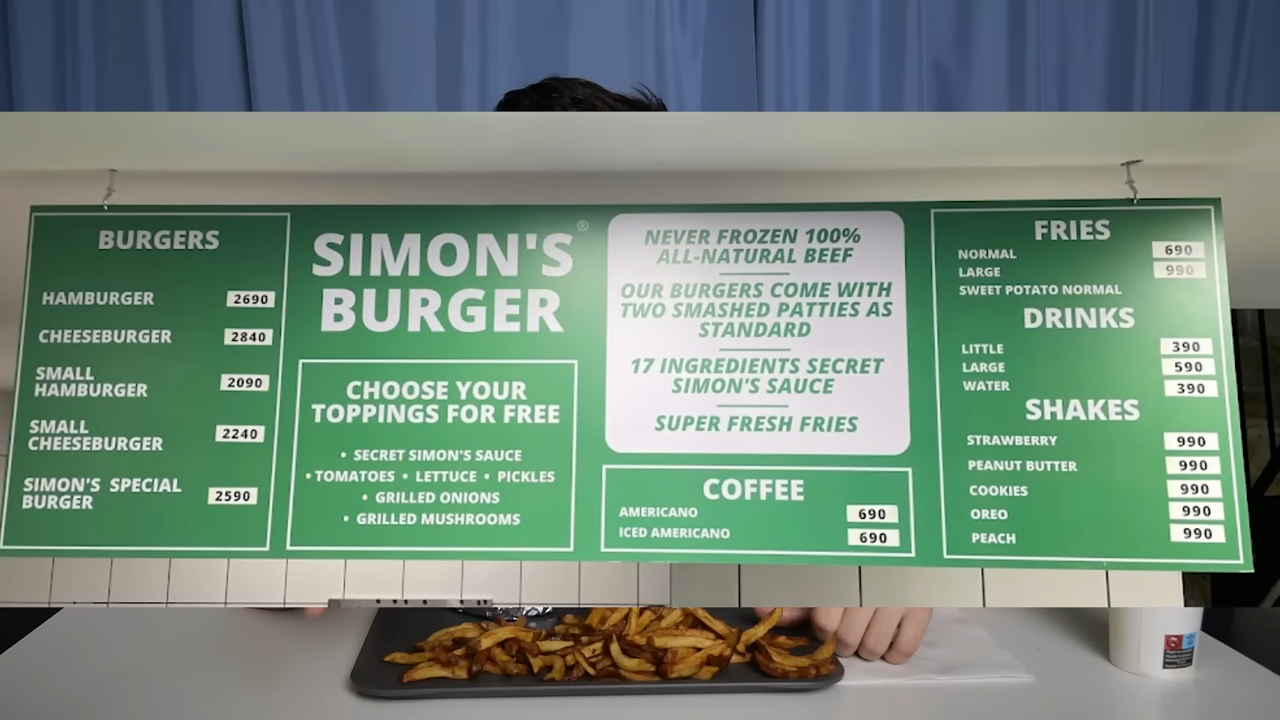 BURGERS
HAMBURGER 2690
CHEESEBURGER 2840
SMALL
HAMBURGER 2090
SMALL
CHEESEBURGER 2240
SIMON'S SPECIAL
BURGER 2590
SIMON'S®
BURGER
CHOOSE YOUR
TOPPINGS FOR FREE
• SECRET SIMON'S SAUCE
• TOMATOES • LETTUCE • PICKLES
• GRILLED ONIONS
• GRILLED MUSHROOMS
NEVER FROZEN 100%
ALL-NATURAL BEEF
OUR BURGERS COME WITH
TWO SMASHED PATTIES AS
STANDARD
17 INGREDIENTS SECRET
SIMON'S SAUCE
SUPER FRESH FRIES
COFFEE
AMERICANO 690
ICED AMERICANO 690
FRIES
NORMAL 690
LARGE 990
SWEET POTATO NORMAL
DRINKS
LITTLE 390
LARGE 590
WATER 390
SHAKES
STRAWBERRY 990
PEANUT BUTTER 990
COOKIES 990
OREO 990
PEACH 990